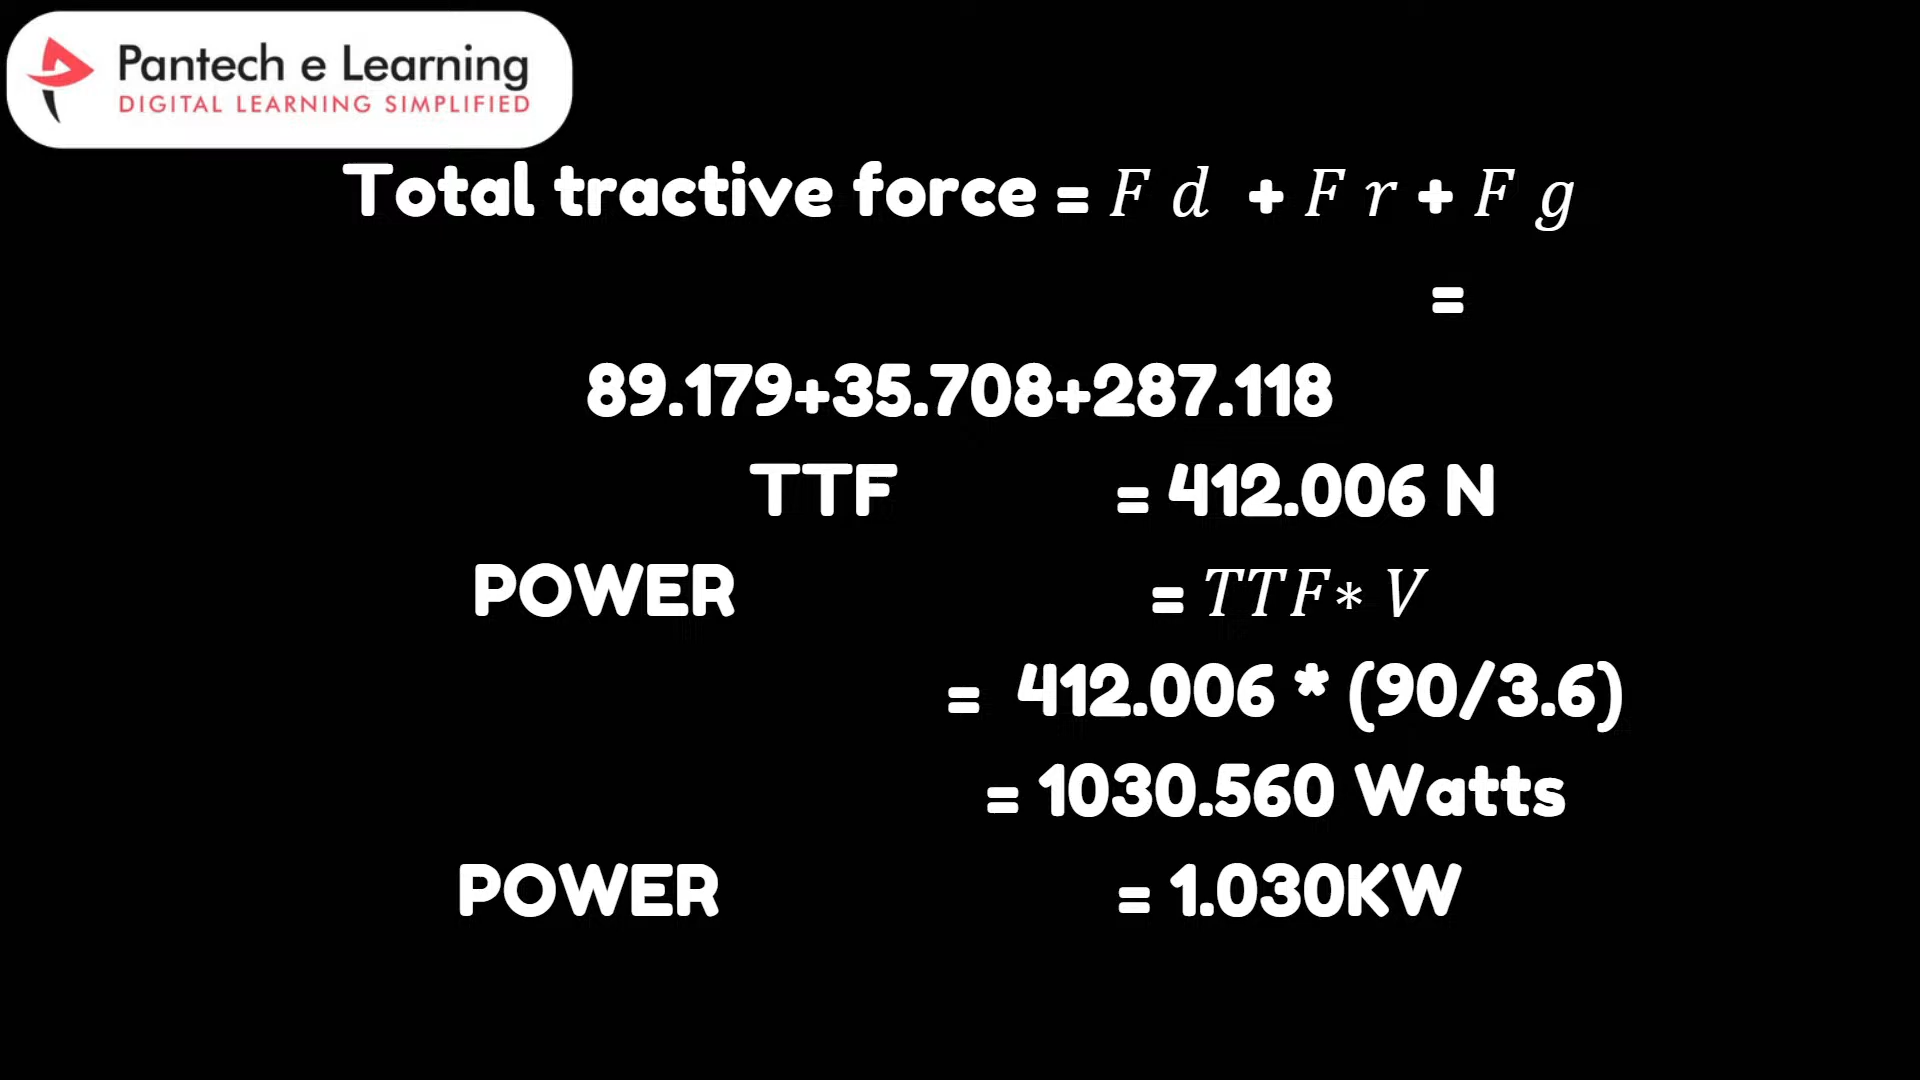 Pantech e Learning
DIGITAL LEARNING SIMPLIFIED
Total tractive force = F d + F r + F g
=
89.179+35.708+287.118
TTF = 412.006 N
POWER = TTF* V
= 412.006 * (90/3.6)
= 1030.560 Watts
POWER = 1.030KW